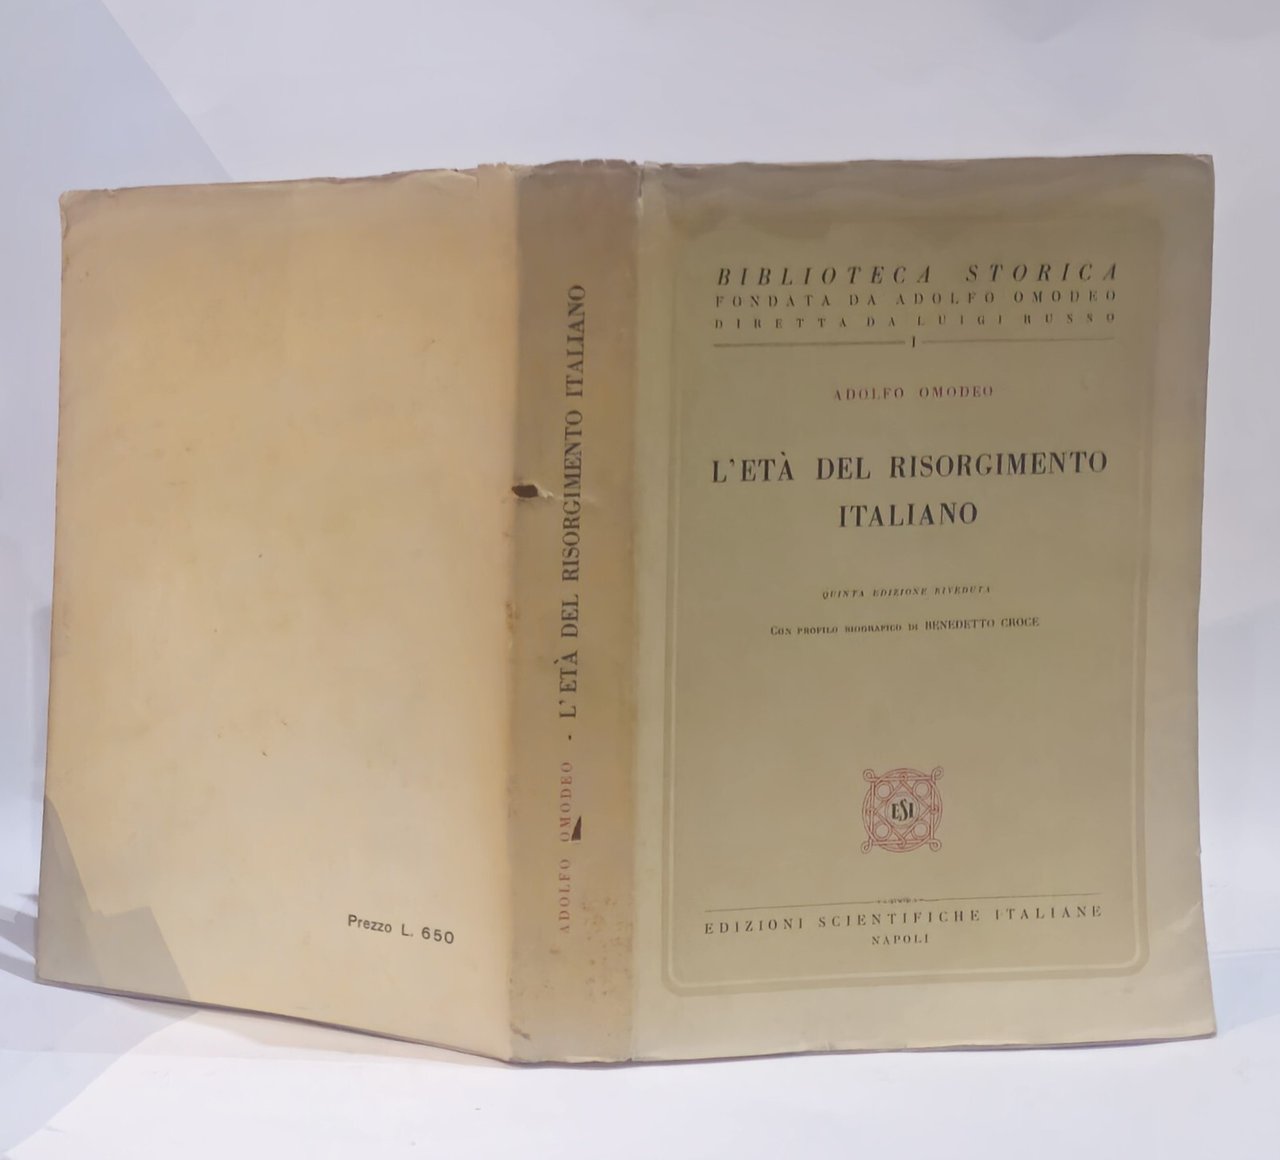 BIBLIOTECA STORICA
FONDATA DA ADOLFO OMODEO
DIRETTA DA LUIGI RUSSO
I
ADOLFO OMODEO
L'ETÀ DEL RISORGIMENTO
ITALIANO
QUINTA EDIZIONE RIVEDUTA
CON PROFILO BIOGRAFICO DI BENEDETTO CROCE
ESI
EDIZIONI SCIENTIFICHE ITALIANE
NAPOLI
ADOLFO OMODEO - L'ETÀ DEL RISORGIMENTO ITALIANO
Prezzo L. 650